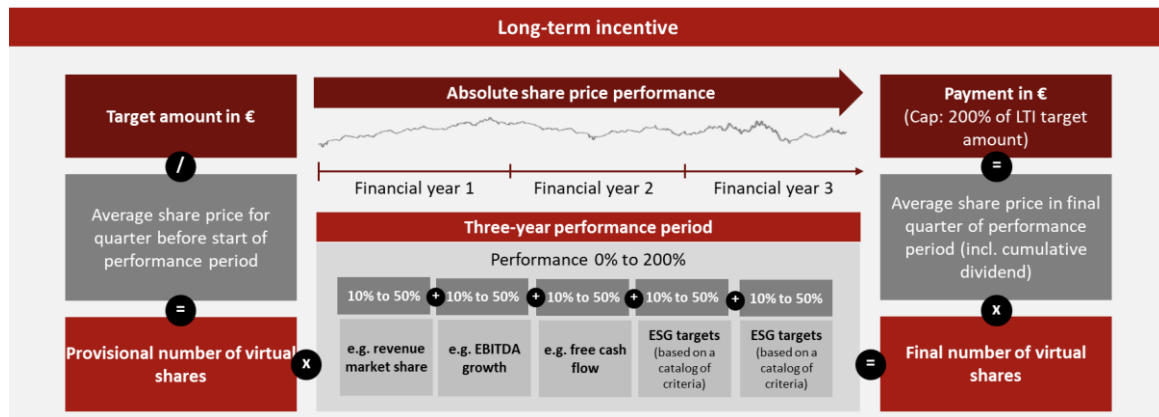 Long-term incentive
Target amount in €
/
Average share price for
quarter before start of
performance period
=
Provisional number of virtual
shares
x
Absolute share price performance
Financial year 1
Financial year 2
Financial year 3
Three-year performance period
Performance 0% to 200%
10% to 50% + 10% to 50% + 10% to 50% + 10% to 50% + 10% to 50%
e.g. revenue
market share
e.g. EBITDA
growth
e.g. free cash
flow
ESG targets
(based on a
catalog of
criteria)
ESG targets
(based on a
catalog of
criteria)
=
Payment in €
(Cap: 200% of LTI target
amount)
=
Average share price in final
quarter of performance
period (incl. cumulative
dividend)
x
Final number of virtual
shares